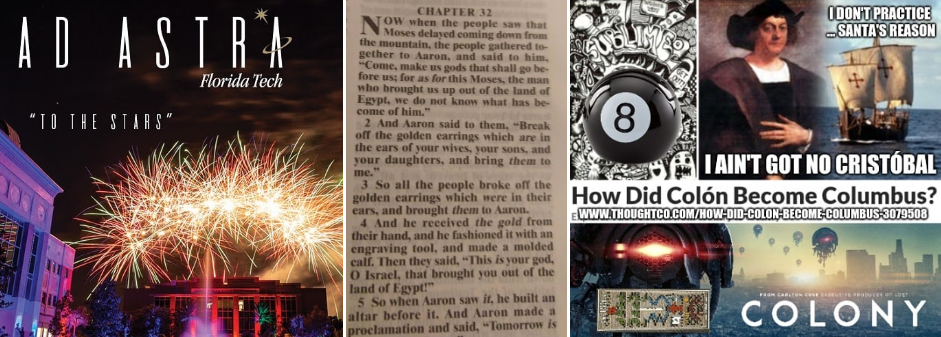 AD ASTRA
Florida Tech
"TO THE STARS"
CHAPTER 32
NOW when the people saw that
Moses delayed coming down from
the mountain, the people gathered to-
gether to Aaron, and said to him,
"Come, make us gods that shall go be-
fore us; for as for this Moses, the man
who brought us up out of the land of
Egypt, we do not know what has be-
come of him."
2 And Aaron said to them, "Break
off the golden earrings which are in
the ears of your wives, your sons, and
your daughters, and bring them to
me."
3 So all the people broke off the
golden earrings which were in their
ears, and brought them to Aaron.
4 And he received the gold from
their hand, and he fashioned it with an
engraving tool, and made a molded
calf. Then they said, "This is your god,
O Israel, that brought you out of the
land of Egypt!"
5 So when Aaron saw it, he built an
altar before it. And Aaron made a
proclamation and said, "Tomorrow is
SUBLIME
8
I DON'T PRACTICE
... SANTA'S REASON
I AIN'T GOT NO CRISTÓBAL
How Did Colón Become Columbus?
WWW.THOUGHTCO.COM/HOW-DID-COLON-BECOME-COLUMBUS-3079508
FROM CARLTON CUSE EXECUTIVE PRODUCER OF LOST
COLONY